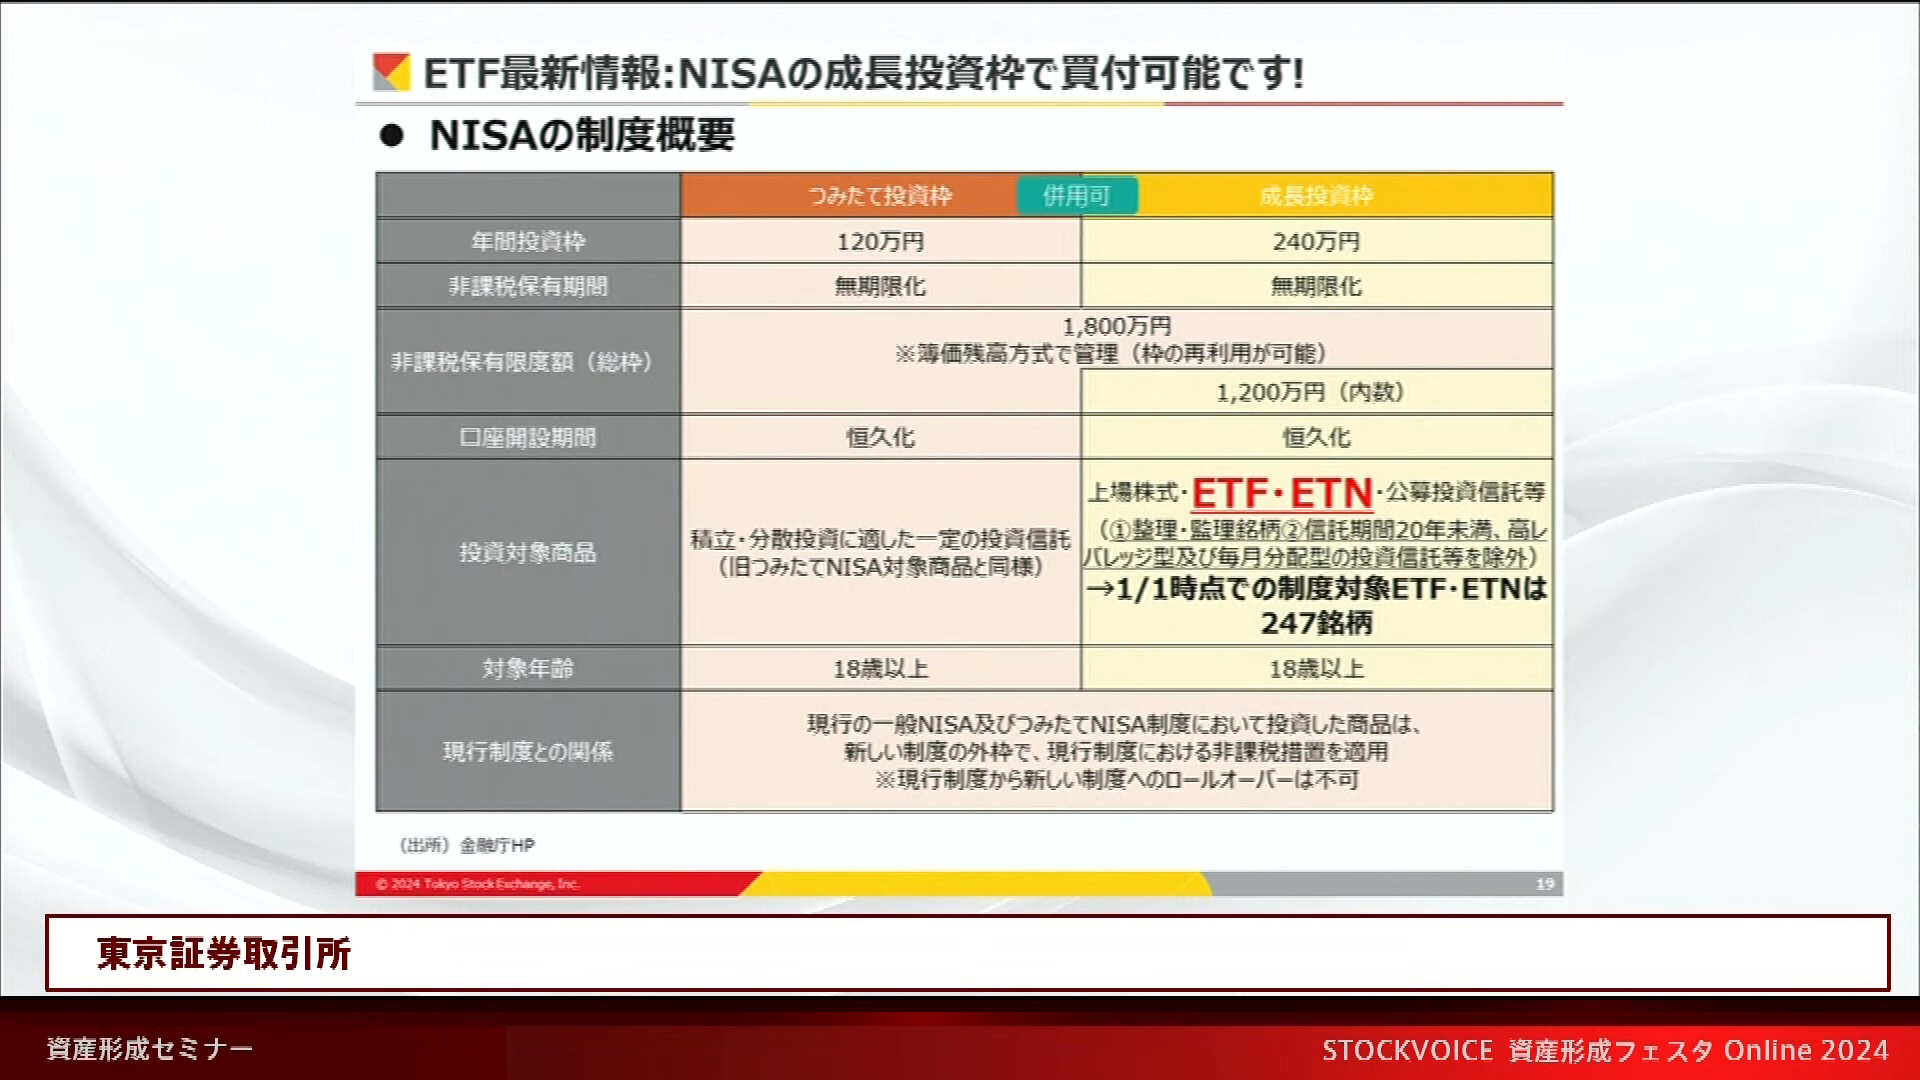 ETF最新情報:NISAの成長投資枠で買付可能です!
● NISAの制度概要
つみたて投資枠 併用可 成長投資枠
年間投資枠 120万円 240万円
非課税保有期間 無期限化 無期限化
非課税保有限度額（総枠）
1,800万円
※簿価残高方式で管理（枠の再利用が可能）
1,200万円（内数）
口座開設期間 恒久化 恒久化
投資対象商品
積立・分散投資に適した一定の投資信託
（旧つみたてNISA対象商品と同様）
上場株式・ETF・ETN・公募投資信託等
（①整理・監理銘柄②信託期間20年未満、高レ
バレッジ型及び毎月分配型の投資信託等を除外）
→1/1時点での制度対象ETF・ETNは
247銘柄
対象年齢 18歳以上 18歳以上
現行制度との関係
現行の一般NISA及びつみたてNISA制度において投資した商品は、
新しい制度の外枠で、現行制度における非課税措置を適用
※現行制度から新しい制度へのロールオーバーは不可
（出所）金融庁HP
© 2024 Tokyo Stock Exchange, Inc. 19
東京証券取引所
資産形成セミナー
STOCKVOICE 資産形成フェスタ Online 2024